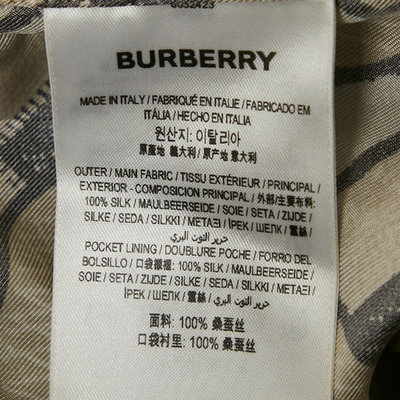 8032423
BURBERRY
MADE IN ITALY / FABRIQUÉ EN ITALIE / FABRICADO EM
ITÁLIA / HECHO EN ITALIA
원산지: 이탈리아
原產地 義大利 / 原产地 意大利
OUTER / MAIN FABRIC / TISSU EXTÉRIEUR / PRINCIPAL /
EXTERIOR - COMPOSICION PRINCIPAL / 外部/主要布料:
100% SILK / MAULBEERSEIDE / SOIE / SETA / ZIJDE /
SILKE / SEDA / SILKKI / ΜΕΤΑΞΙ / ШЕЛК / 蠶絲 /
حرير التوت البري / İPEK
POCKET LINING / DOUBLURE POCHE / FORRO DEL
BOLSILLO / 口袋襯裡: 100% SILK / MAULBEERSEIDE /
SOIE / SETA / ZIJDE / SILKE / SEDA / SILKKI / ΜΕΤΑΞΙ /
İPEK / ШЕЛК / 蠶絲 / حرير التوت البري
面料: 100% 桑蚕丝
口袋衬里: 100% 桑蚕丝